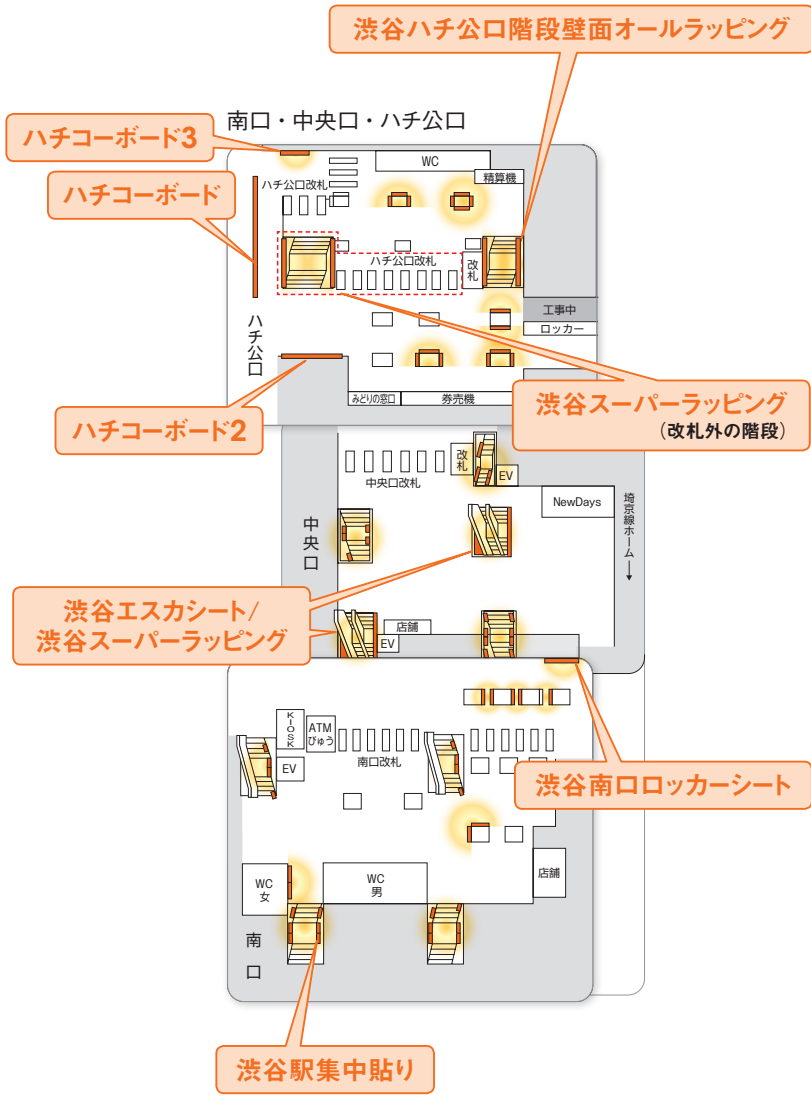 渋谷ハチ公口階段壁面オールラッピング
南口・中央口・ハチ公口
ハチコーボード3
WC
精算機
ハチ公口改札
ハチコーボード
ハチ公口改札
改札
工事中
ロッカー
ハチ公口
みどりの窓口
券売機
渋谷スーパーラッピング
(改札外の階段)
ハチコーボード2
改札
EV
中央口改札
NewDays
埼京線ホーム→
中央口
渋谷エスカシート/
渋谷スーパーラッピング
店舗
EV
KIOSK
ATM
びゅう
南口改札
EV
渋谷南口ロッカーシート
WC
女
WC
男
店舗
南口
渋谷駅集中貼り